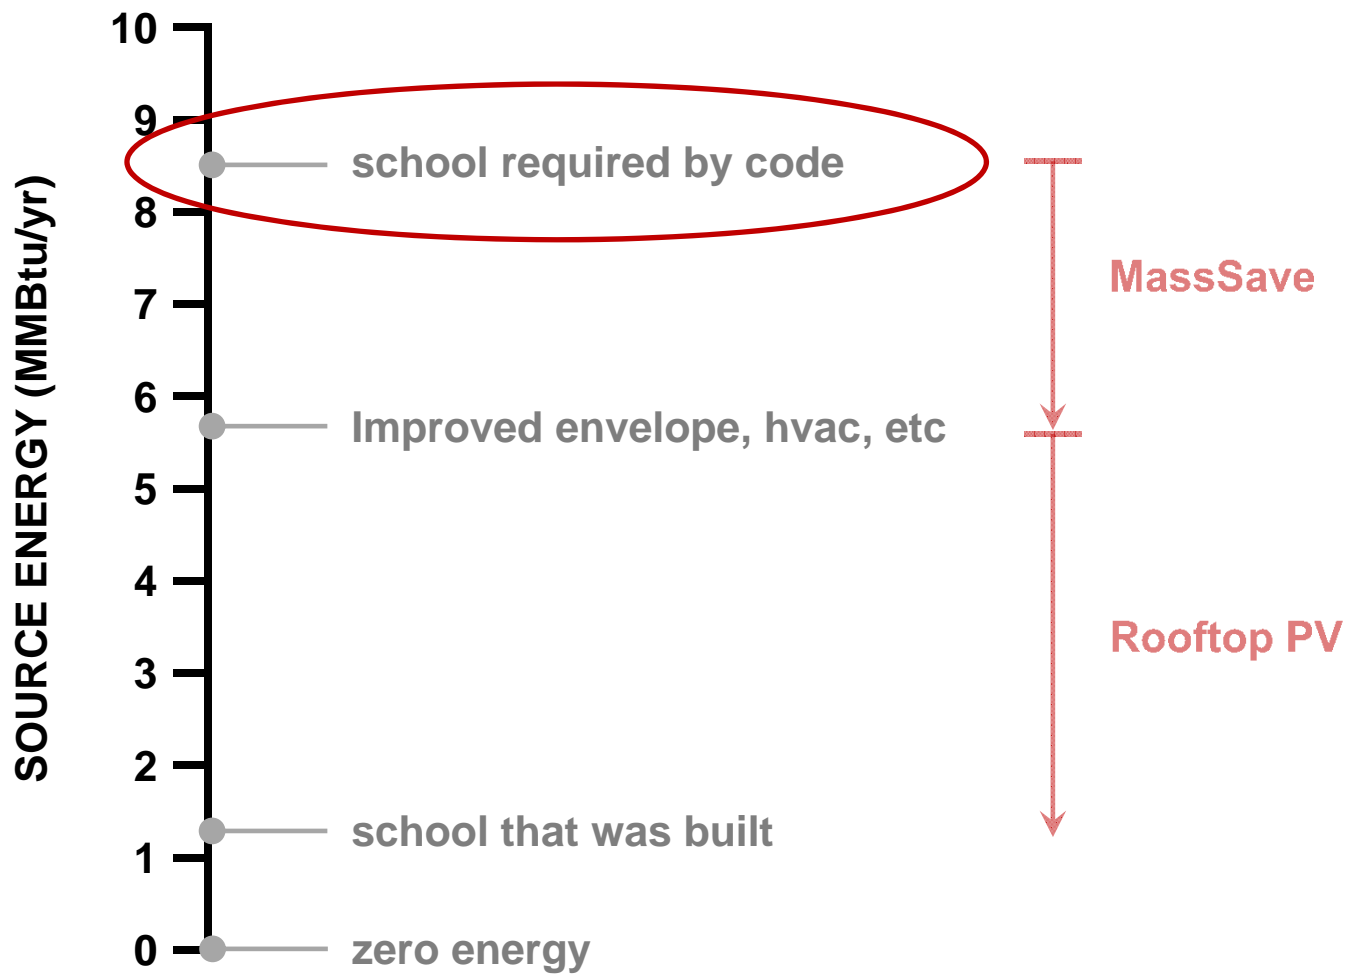 SOURCE ENERGY (MMBtu/yr)
10
9
8
7
6
5
4
3
2
1
0
school required by code
Improved envelope, hvac, etc
school that was built
zero energy
MassSave
Rooftop PV